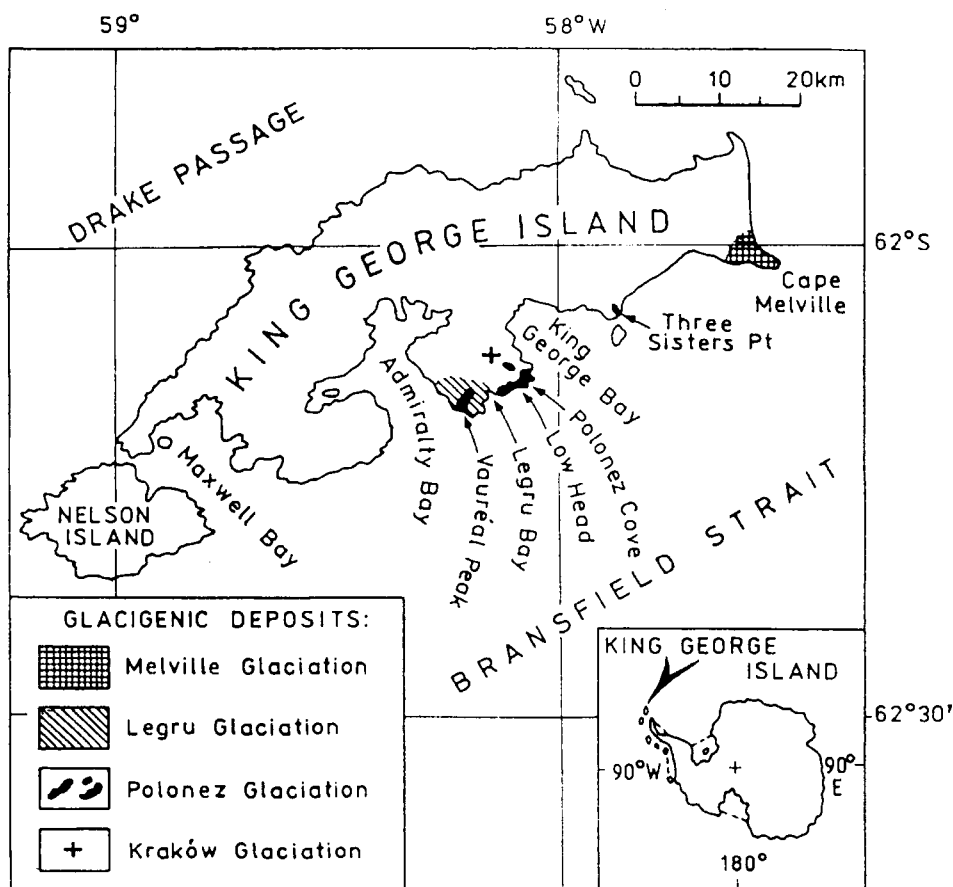 59°
58°W
0 10 20km
DRAKE PASSAGE
KING GEORGE ISLAND
62°S
Cape
Melville
Three
Sisters Pt
King
George Bay
Admiralty Bay
Vauréal Peak
Legru Bay
Low Head
Polonez Cove
Maxwell Bay
NELSON
ISLAND
BRANSFIELD STRAIT
GLACIGENIC DEPOSITS:
Melville Glaciation
Legru Glaciation
Polonez Glaciation
Kraków Glaciation
KING GEORGE
ISLAND
62°30'
90°W
90°
E
180°